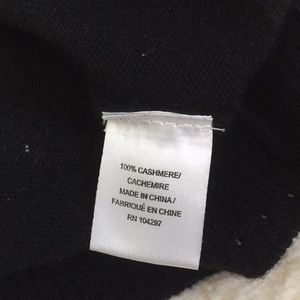 100% CASHMERE/
CACHEMIRE
MADE IN CHINA /
FABRIQUÉ EN CHINE
RN 104297